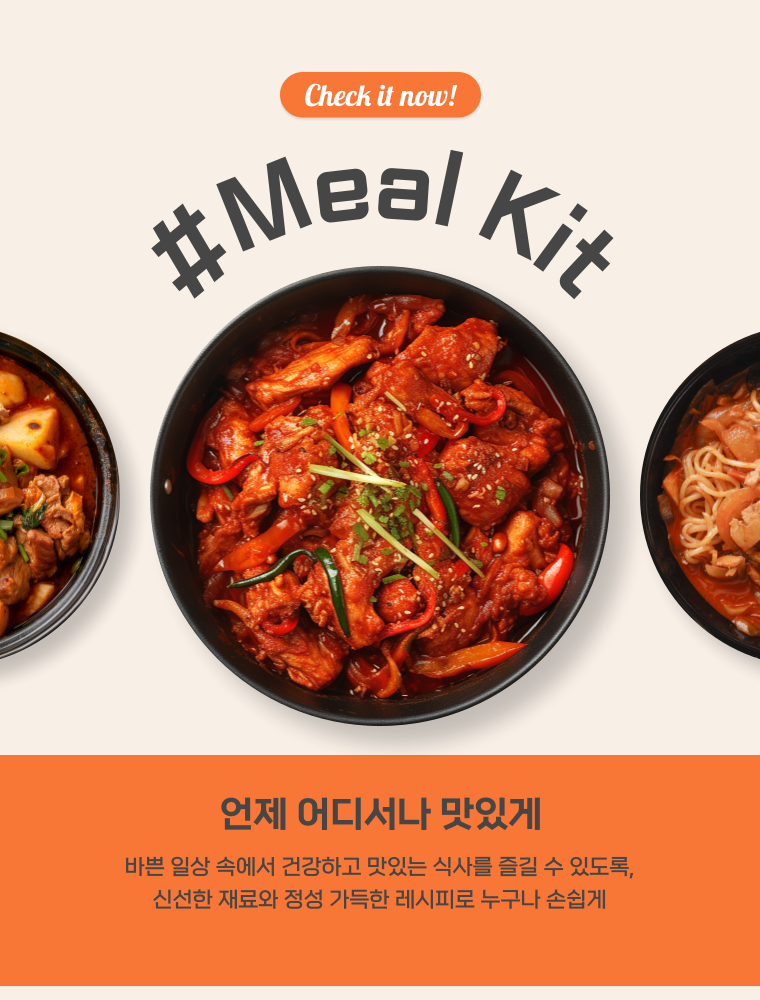 Check it now!
#Meal Kit
언제 어디서나 맛있게
바쁜 일상 속에서 건강하고 맛있는 식사를 즐길 수 있도록,
신선한 재료와 정성 가득한 레시피로 누구나 손쉽게